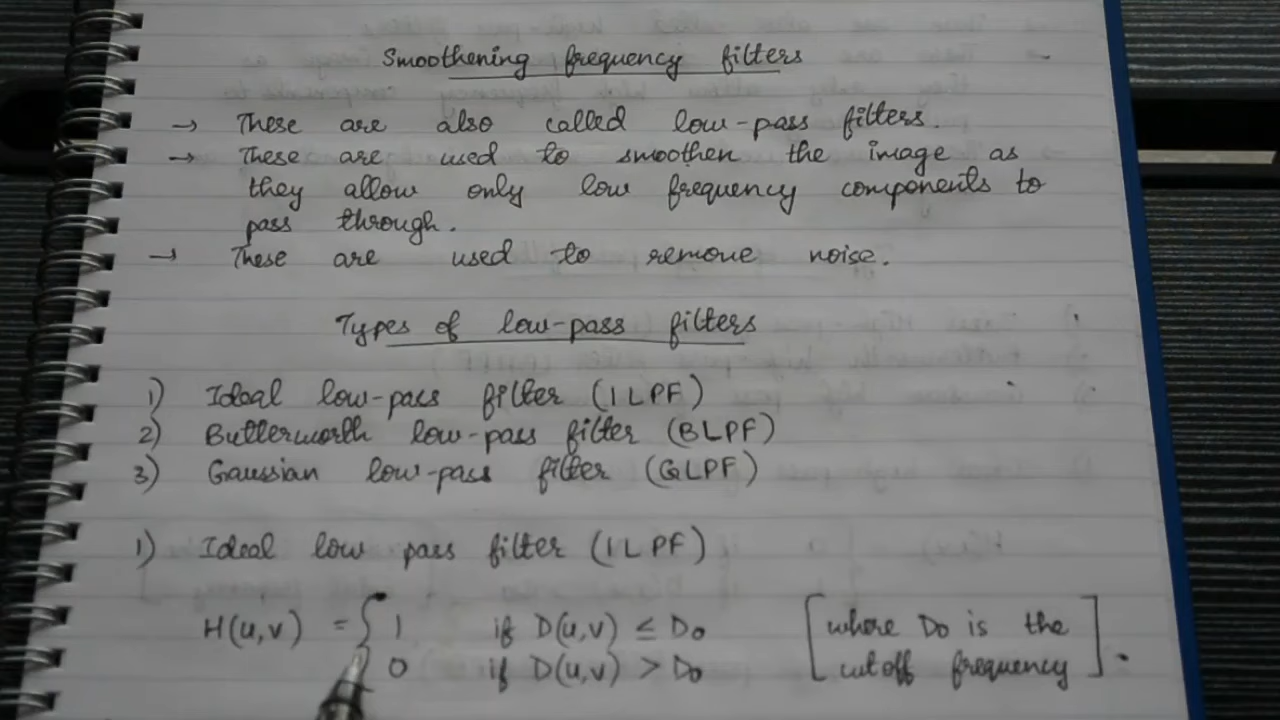 Smoothening frequency filters
→ These are also called low-pass filters.
→ These are used to smoothen the image as
they allow only low frequency components to
pass through.
→ These are used to remove noise.
Types of low-pass filters
1) Ideal low-pass filter (ILPF)
2) Butterworth low-pass filter (BLPF)
3) Gaussian low-pass filter (GLPF)
1) Ideal low pass filter (ILPF)
H(u,v) = { 1 if D(u,v) ≤ D₀ [where D₀ is the
0 if D(u,v) > D₀ cutoff frequency].